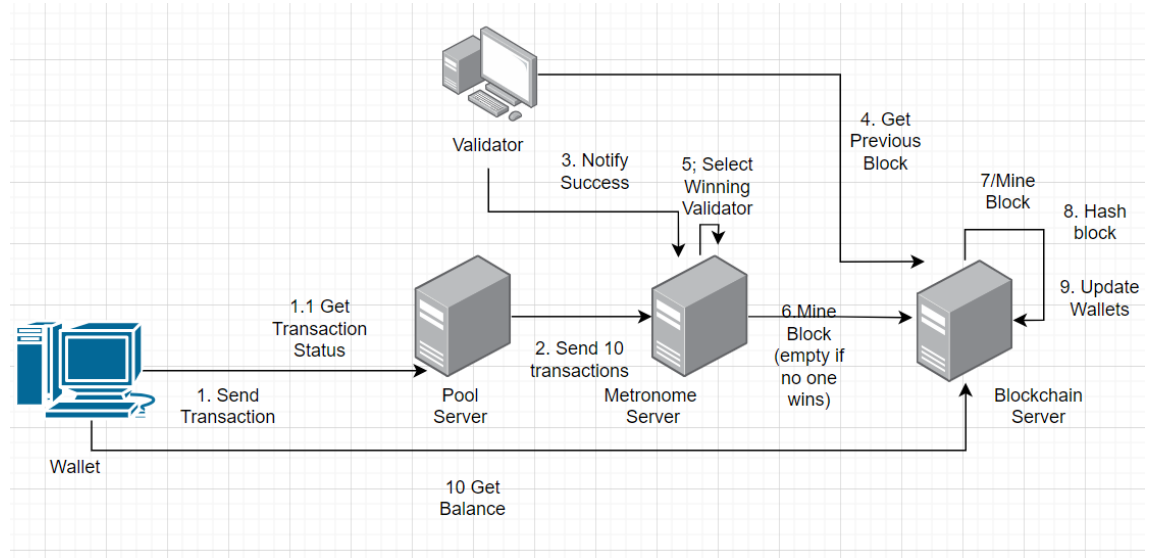 Validator
3. Notify
Success
5; Select
Winning
Validator
4. Get
Previous
Block
7/Mine
Block
8. Hash
block
9. Update
Wallets
1.1 Get
Transaction
Status
1. Send
Transaction
Pool
Server
2. Send 10
transactions
Metronome
Server
6.Mine
Block
(empty if
no one
wins)
Blockchain
Server
Wallet
10 Get
Balance